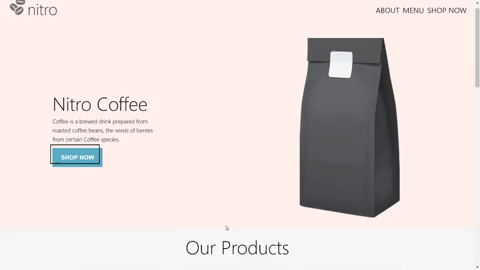 nitro
ABOUT MENU SHOP NOW
Nitro Coffee
Coffee is a brewed drink prepared from
roasted coffee beans, the seeds of berries
from certain Coffee species.
SHOP NOW
Our Products